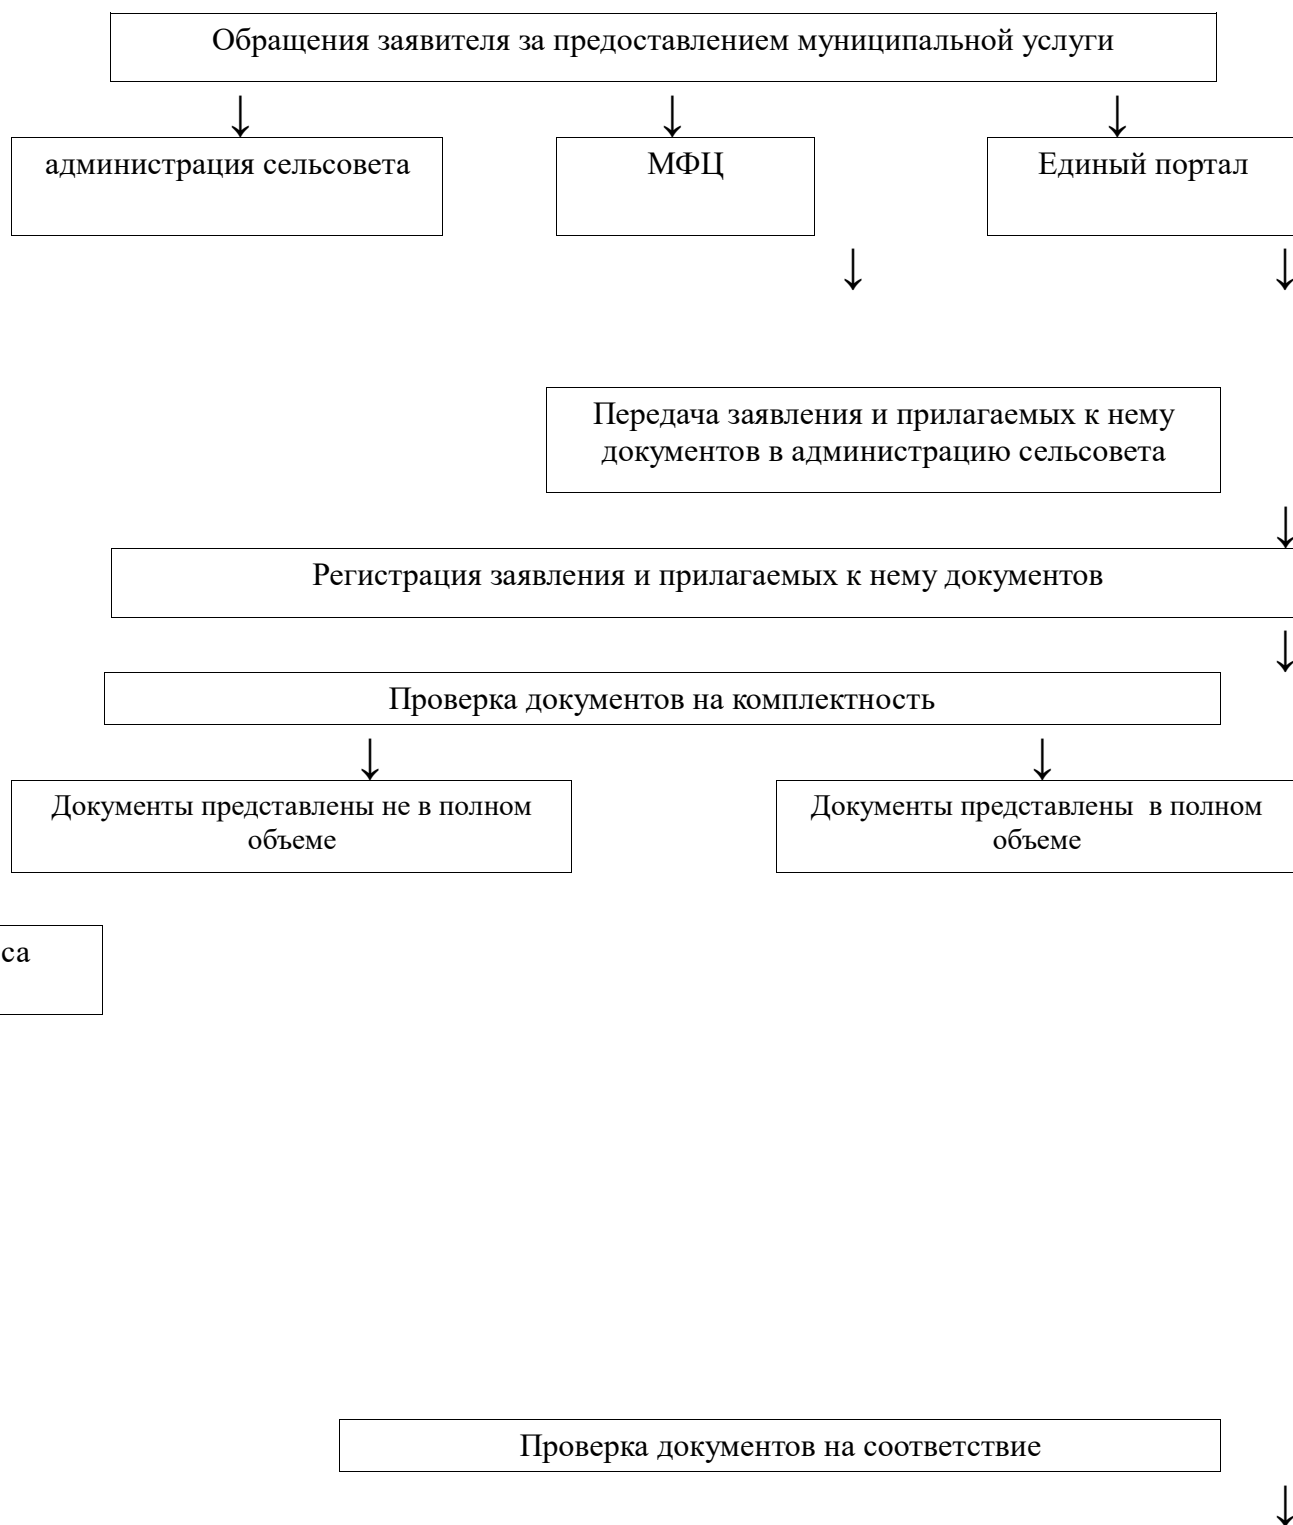 Обращения заявителя за предоставлением муниципальной услуги
администрация сельсовета
МФЦ
Единый портал
Передача заявления и прилагаемых к нему
документов в администрацию сельсовета
Регистрация заявления и прилагаемых к нему документов
Проверка документов на комплектность
Документы представлены не в полном
объеме
Документы представлены  в полном
объеме
са
Проверка документов на соответствие